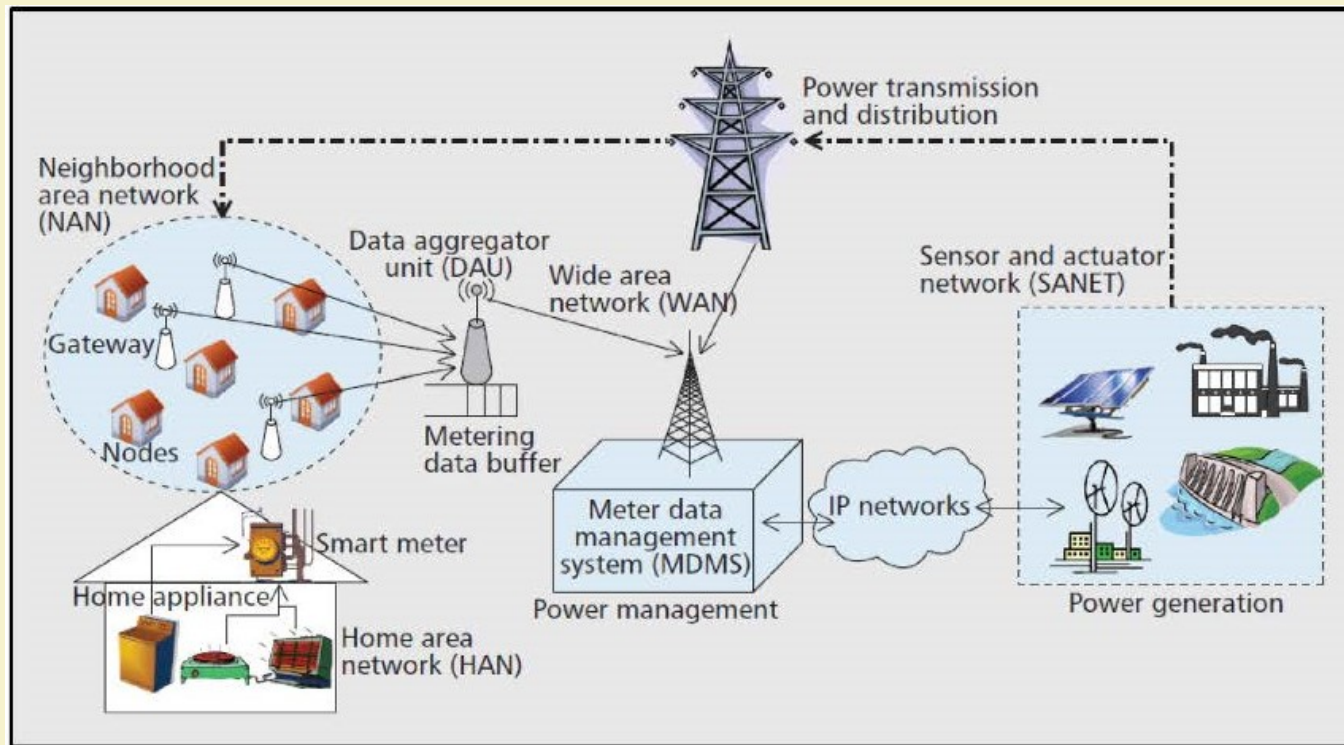 Power transmission
and distribution
Neighborhood
area network
(NAN)
Data aggregator
unit (DAU)
Wide area
network (WAN)
Sensor and actuator
network (SANET)
Gateway
Nodes
Metering
data buffer
Meter data
management
system (MDMS)
IP networks
Power management
Power generation
Smart meter
Home appliance
Home area
network (HAN)